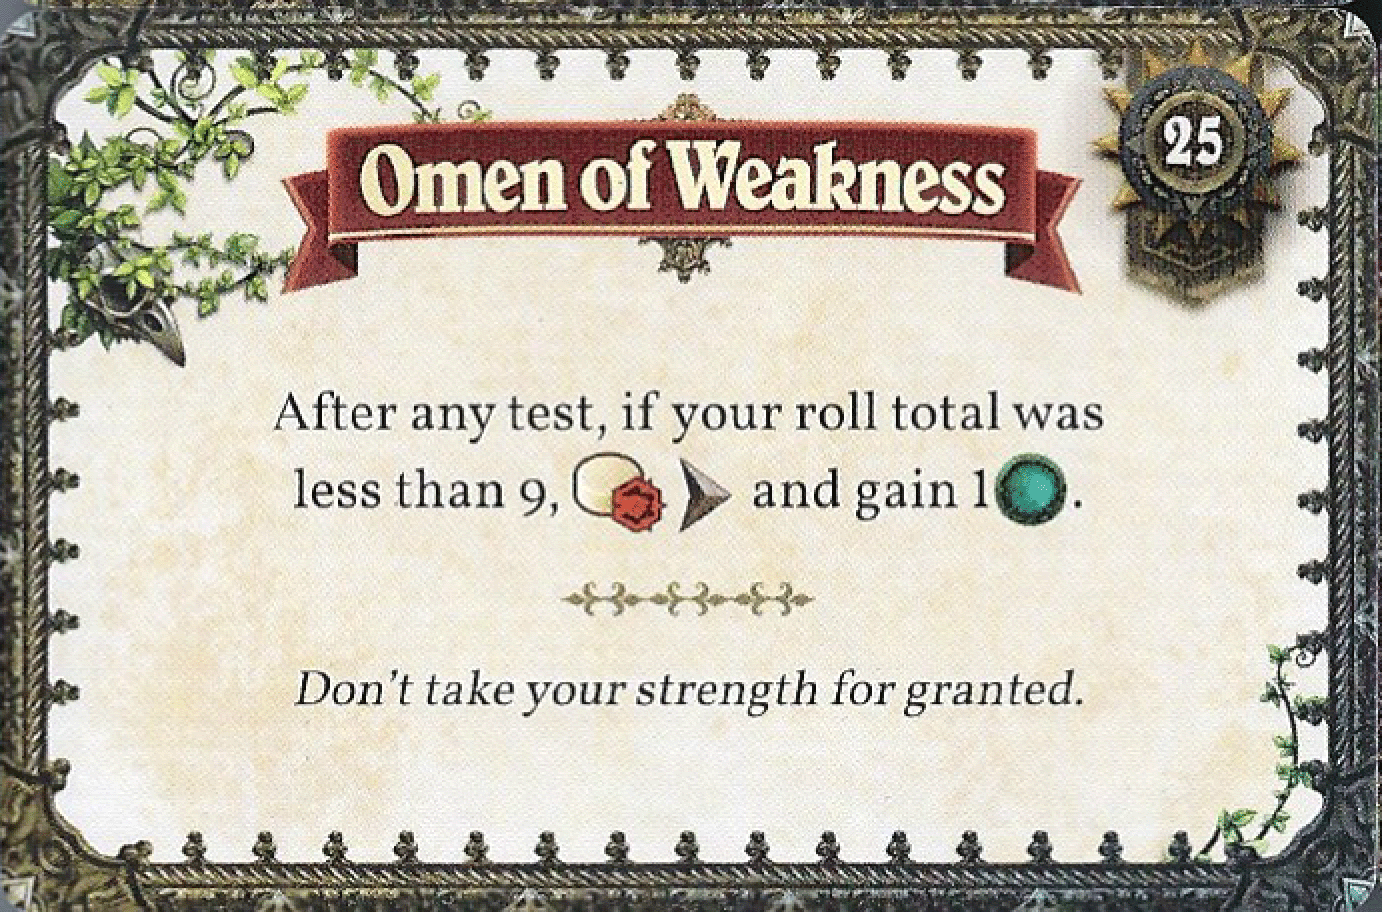 Omen of Weakness
25
After any test, if your roll total was
less than 9, and gain 1 .
Don't take your strength for granted.